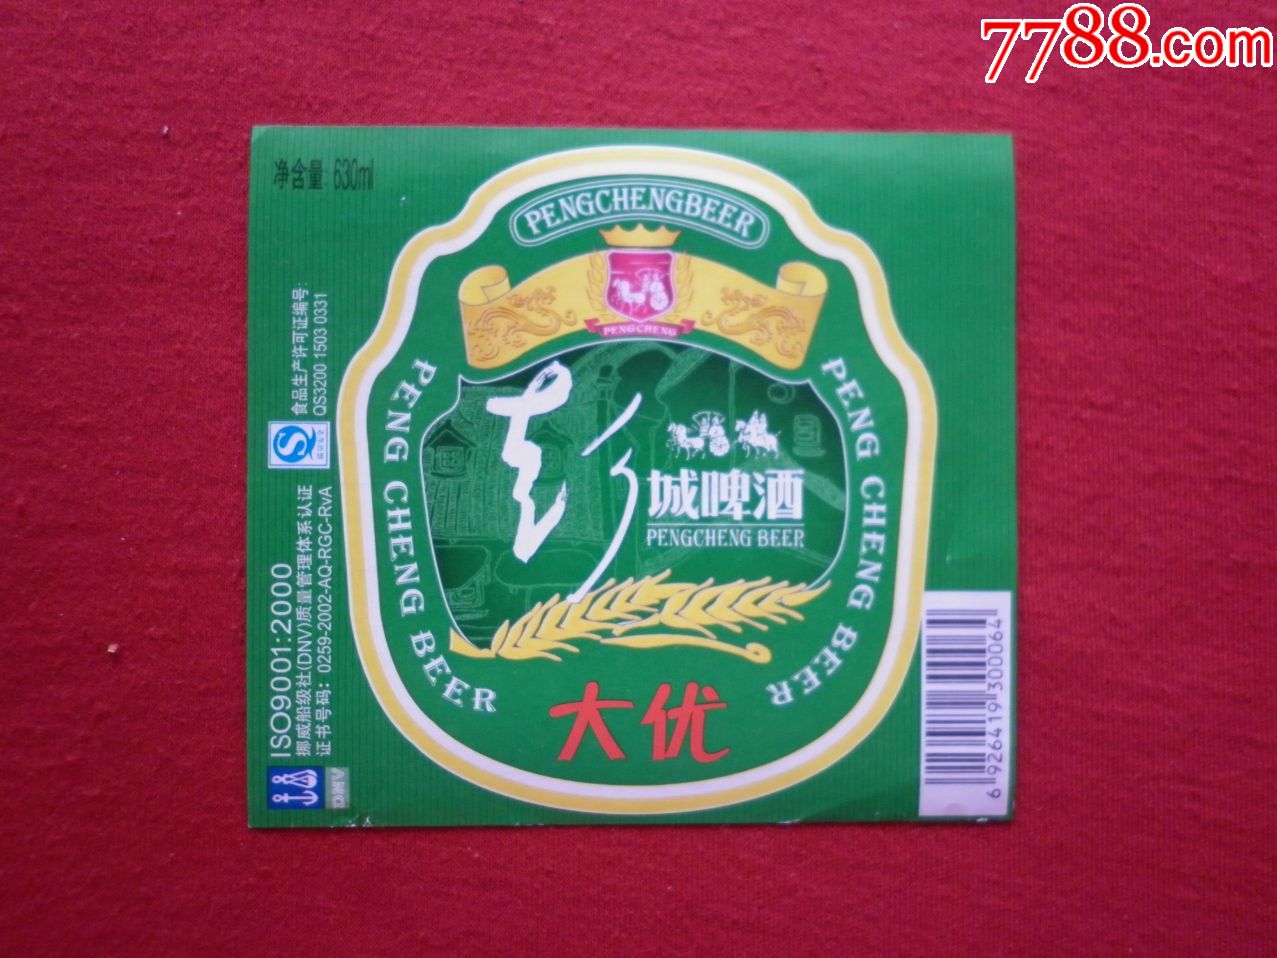 7788.com
净含量: 630ml
PENGCHENGBEER
PENGCHENG
彭
城啤酒
PENGCHENG BEER
PENG CHENG BEER
PENG CHENG BEER
大优
食品生产许可证编号:
QS3200 1503 0331
ISO9001:2000
挪威船级社(DNV)质量管理体系认证
证书号码: 0259-2002-AQ-RGC-RvA
6 926419 300064